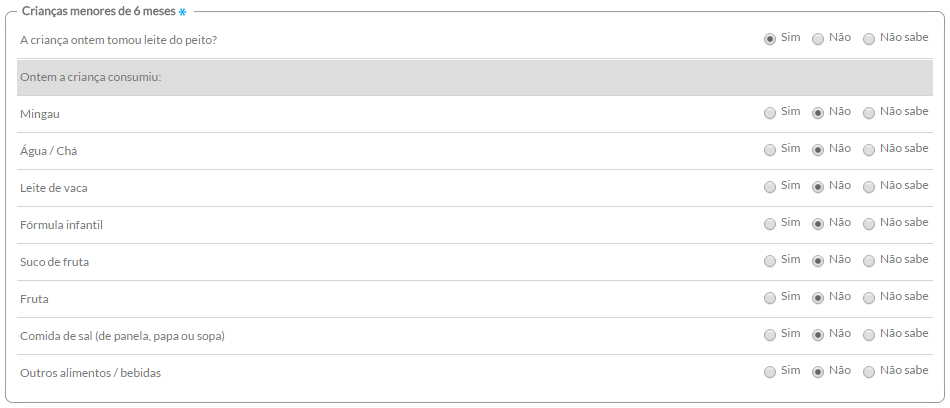 Crianças menores de 6 meses *
A criança ontem tomou leite do peito? Sim Não Não sabe
Ontem a criança consumiu:
Mingau Sim Não Não sabe
Água / Chá Sim Não Não sabe
Leite de vaca Sim Não Não sabe
Fórmula infantil Sim Não Não sabe
Suco de fruta Sim Não Não sabe
Fruta Sim Não Não sabe
Comida de sal (de panela, papa ou sopa) Sim Não Não sabe
Outros alimentos / bebidas Sim Não Não sabe